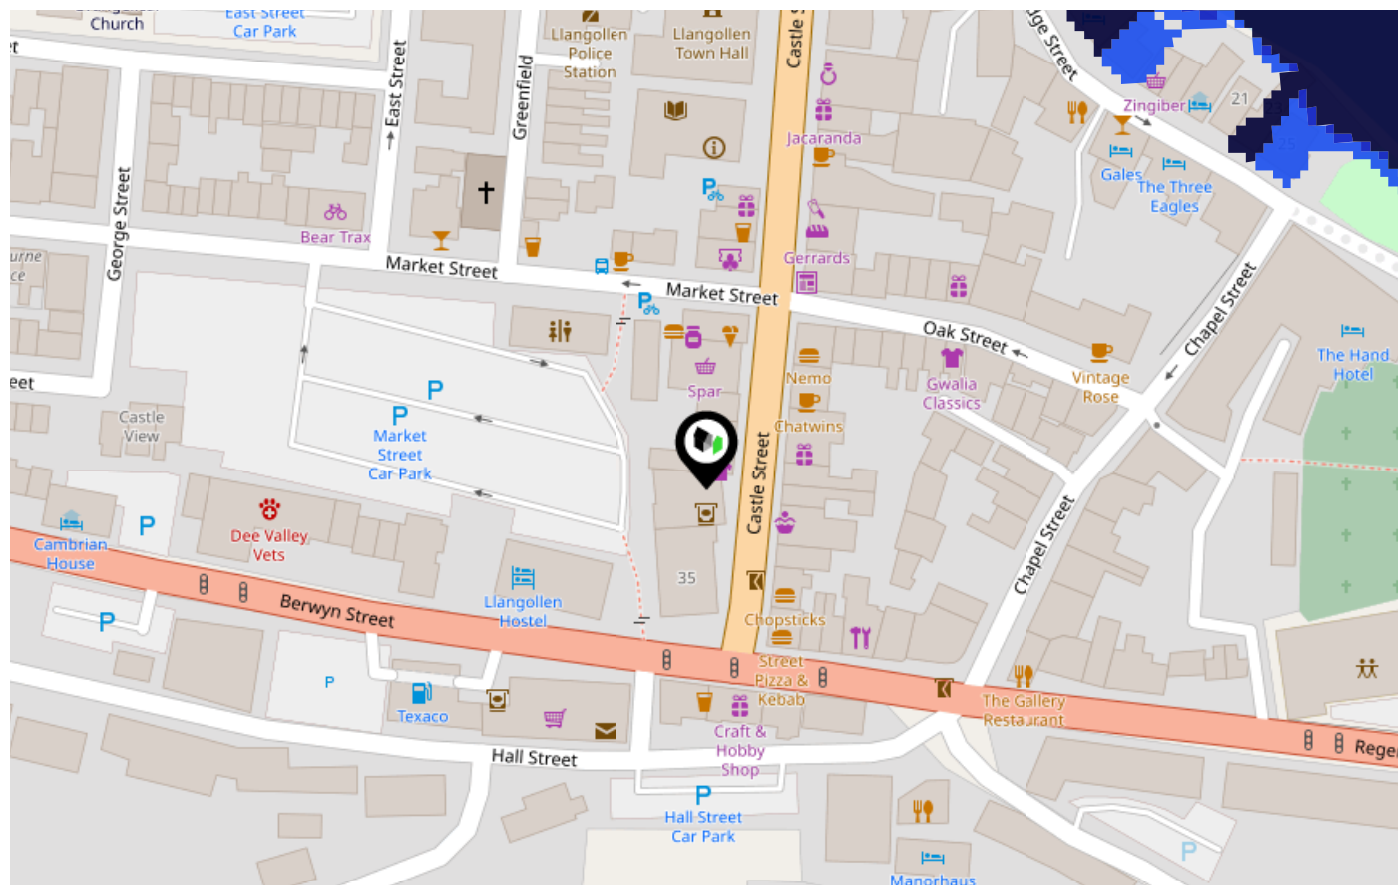 Church
East Street
Car Park
Llangollen
Police
Station
Llangollen
Town Hall
Castle S
dge Street
East Street
Greenfield
Zingiber
21
25
Jacaranda
Gales
The Three
Eagles
George Street
Bear Trax
Market Street
Gerrards
Market Street
Oak Street
Chapel Street
The Hand
Hotel
eet
Nemo
Spar
Gwalia
Classics
Vintage
Rose
Castle
View
P
P
Market
Street
Car Park
Chatwins
Castle Street
P
Cambrian
House
Dee Valley
Vets
35
Chapel Street
Llangollen
Hostel
Berwyn Street
P
Chopsticks
P
Street
Pizza &
Kebab
The Gallery
Restaurant
Texaco
Craft &
Hobby
Shop
Rege
Hall Street
P
Hall Street
Car Park
P
Manorhaus